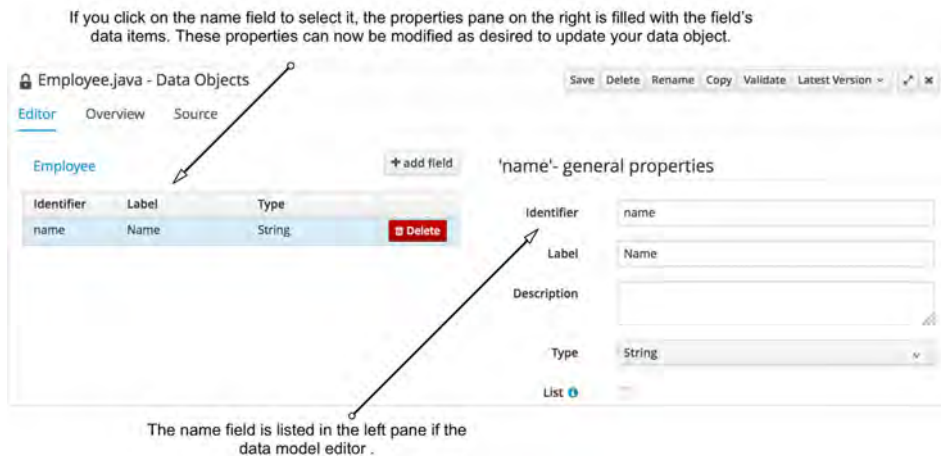 If you click on the name field to select it, the properties pane on the right is filled with the field's
data items. These properties can now be modified as desired to update your data object.
Employee.java - Data Objects
Save Delete Rename Copy Validate Latest Version
Editor Overview Source
Employee
+ add field
Identifier Label Type
name Name String Delete
'name'- general properties
Identifier name
Label Name
Description
Type String
List
The name field is listed in the left pane if the
data model editor .